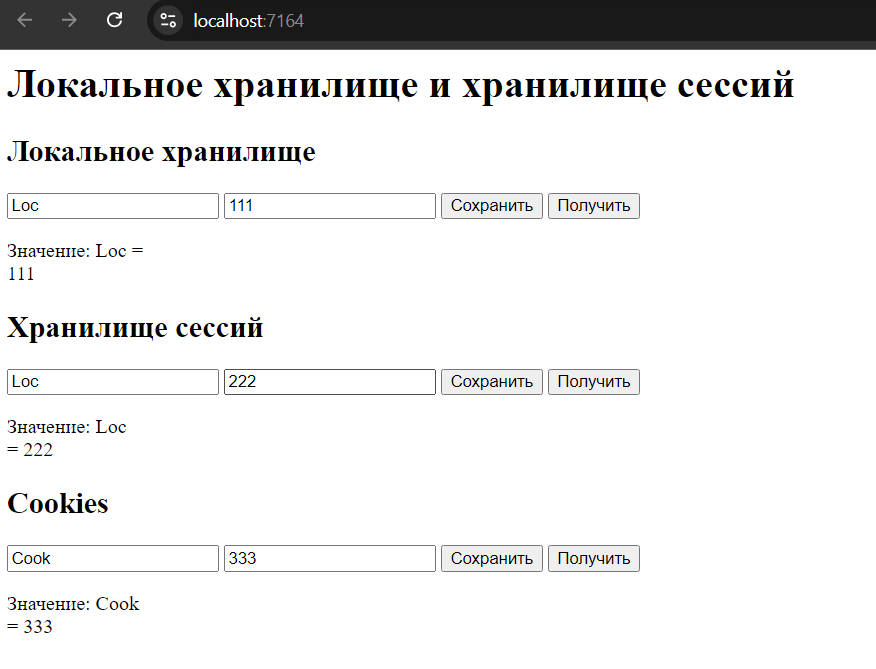 localhost:7164
Локальное хранилище и хранилище сессий
Локальное хранилище
Loc 111 Сохранить Получить
Значение: Loc =
111
Хранилище сессий
Loc 222 Сохранить Получить
Значение: Loc
= 222
Cookies
Cook 333 Сохранить Получить
Значение: Cook
= 333